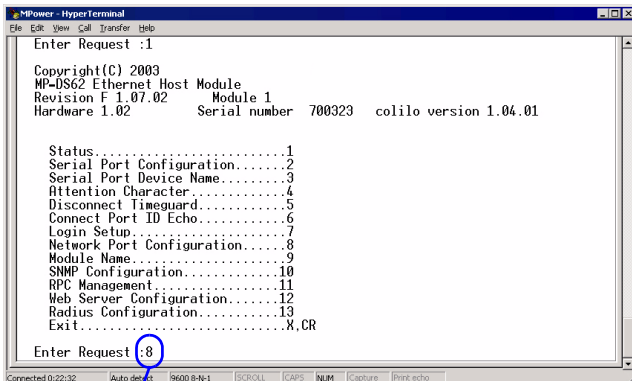 MPower - HyperTerminal
File Edit View Call Transfer Help
Enter Request :1
Copyright(C) 2003
MP-DS62 Ethernet Host Module
Revision F 1.07.02 Module 1
Hardware 1.02 Serial number 700323 colilo version 1.04.01
Status..........................1
Serial Port Configuration.......2
Serial Port Device Name.........3
Attention Character.............4
Disconnect Timeguard............5
Connect Port ID Echo............6
Login Setup.....................7
Network Port Configuration......8
Module Name.....................9
SNMP Configuration.............10
RPC Management.................11
Web Server Configuration.......12
Radius Configuration...........13
Exit............................X,CR
Enter Request :8
Connected 0:22:32 Auto detect 9600 8-N-1 SCROLL CAPS NUM Capture Print echo